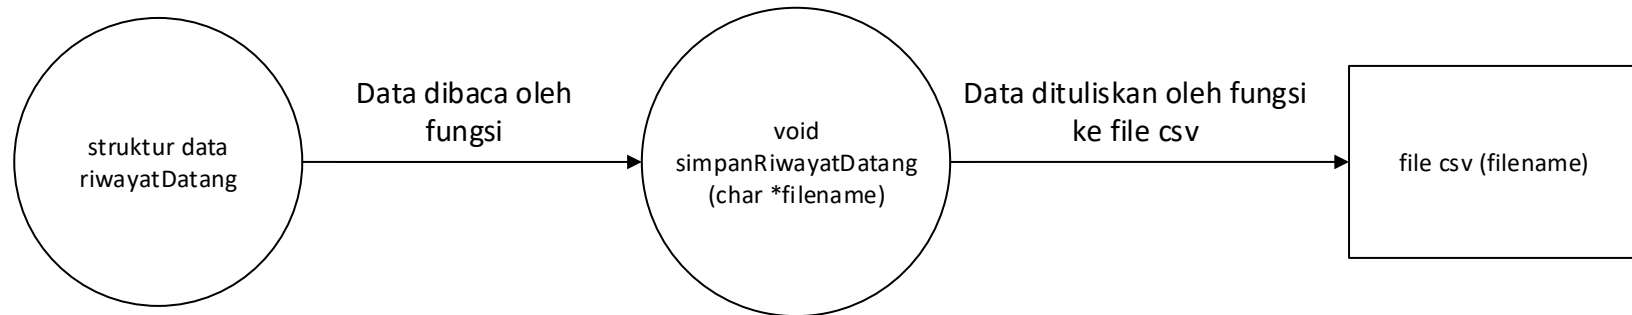 struktur data
riwayatDatang
Data dibaca oleh
fungsi
void
simpanRiwayatDatang
(char *filename)
Data dituliskan oleh fungsi
ke file csv
file csv (filename)